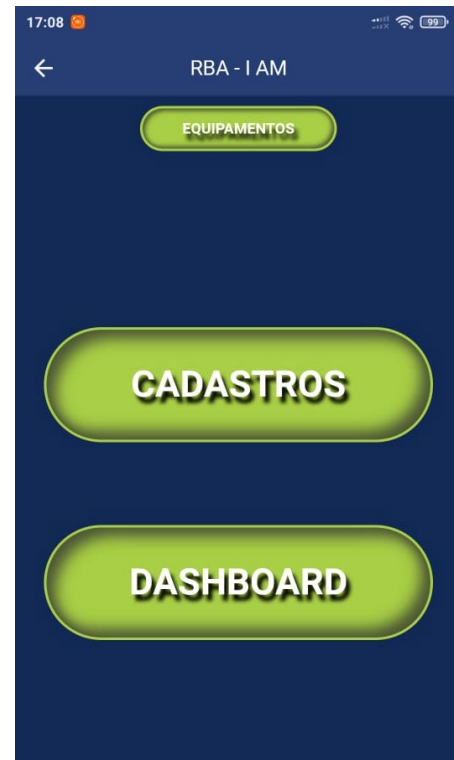 17:08
99
RBA - I AM
EQUIPAMENTOS
CADASTROS
DASHBOARD